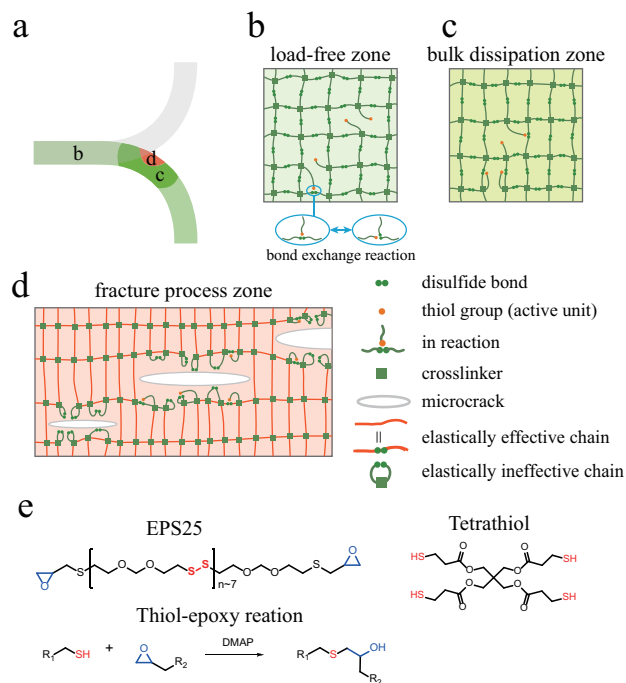 a
b
d
c
b
load-free zone
bond exchange reaction
c
bulk dissipation zone
d
fracture process zone
disulfide bond
thiol group (active unit)
in reaction
crosslinker
microcrack
=
elastically effective chain
elastically ineffective chain
e
EPS25
O
S
O
O
S
S
O
O
S
O
n~7
Tetrathiol
HS
O
O
SH
O
O
O
O
HS
O
O
SH
Thiol-epoxy reation
R1
SH
+
O
R2
DMAP
R1
S
OH
R2